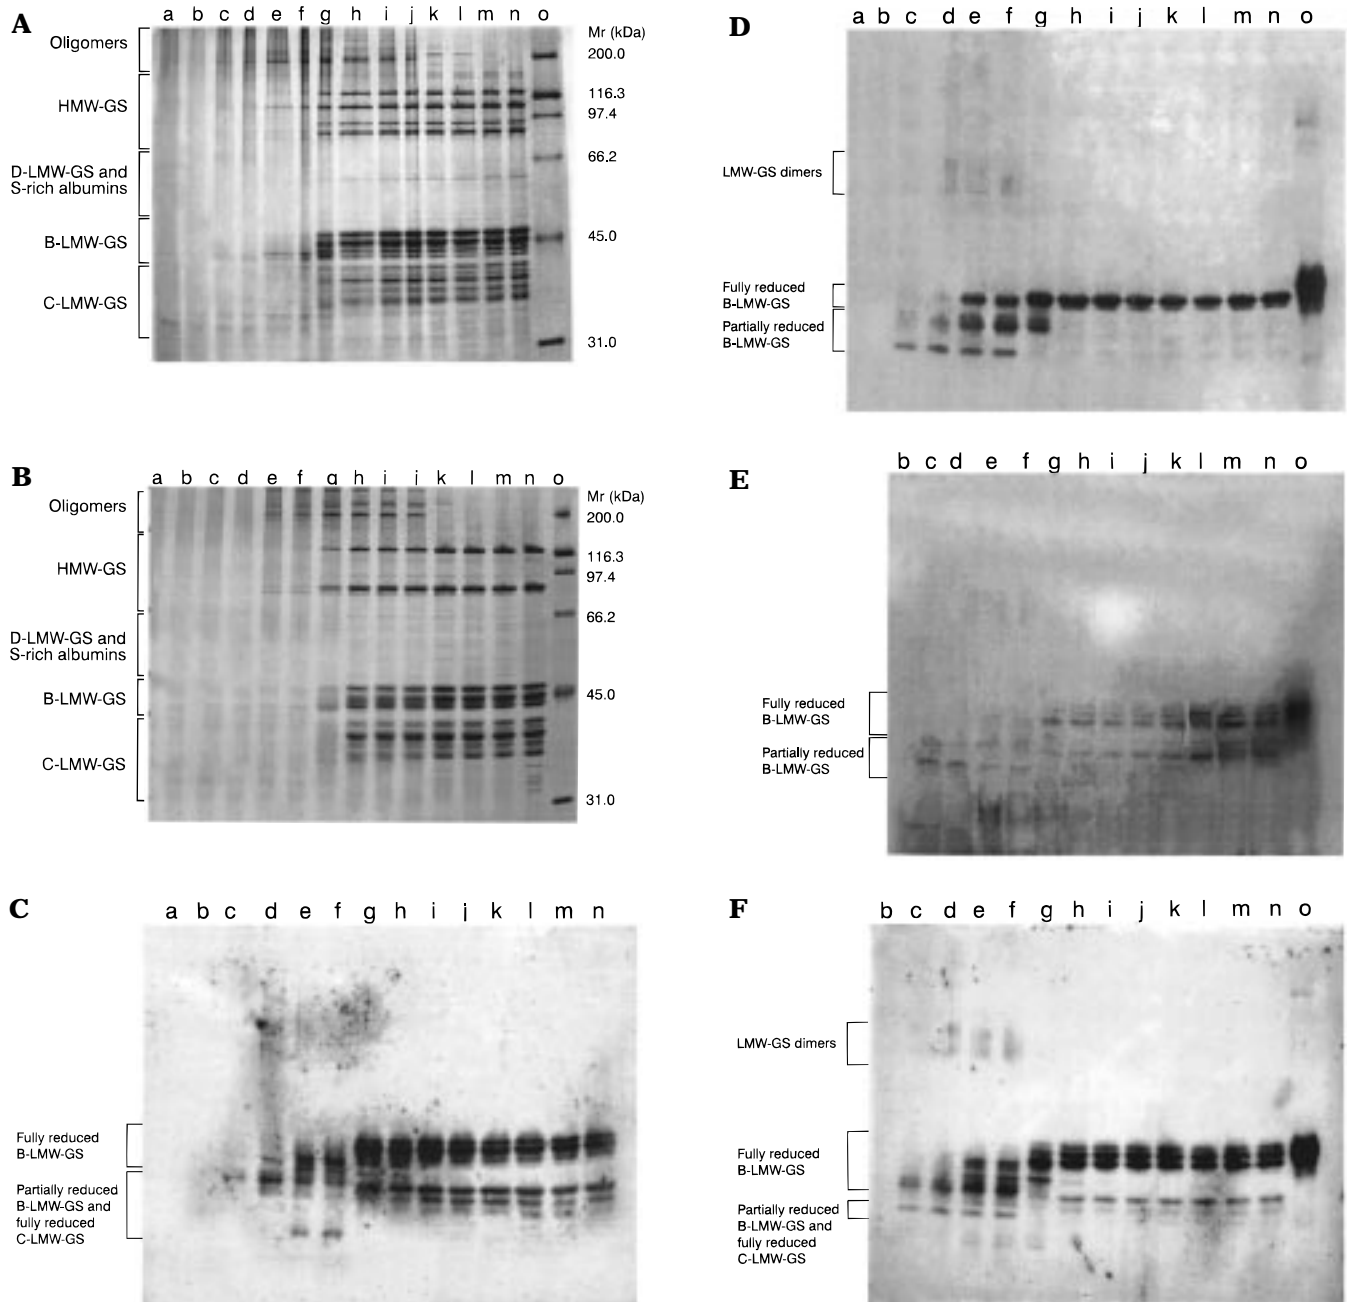 A
a b c d e f g h i j k l m n o
Mr (kDa)
Oligomers
200.0
HMW-GS
116.3
97.4
D-LMW-GS and
S-rich albumins
66.2
B-LMW-GS
45.0
C-LMW-GS
31.0
B
a b c d e f g h i j k l m n o
Mr (kDa)
Oligomers
200.0
HMW-GS
116.3
97.4
D-LMW-GS and
S-rich albumins
66.2
B-LMW-GS
45.0
C-LMW-GS
31.0
C
a b c d e f g h i j k l m n
Fully reduced
B-LMW-GS
Partially reduced
B-LMW-GS and
fully reduced
C-LMW-GS
D
a b c d e f g h i j k l m n o
LMW-GS dimers
Fully reduced
B-LMW-GS
Partially reduced
B-LMW-GS
E
b c d e f g h i j k l m n o
Fully reduced
B-LMW-GS
Partially reduced
B-LMW-GS
F
b c d e f g h i j k l m n o
LMW-GS dimers
Fully reduced
B-LMW-GS
Partially reduced
B-LMW-GS and
fully reduced
C-LMW-GS